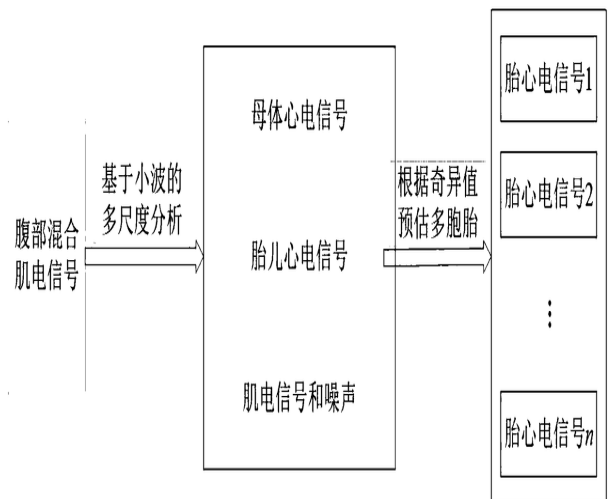 腹部混合
肌电信号
基于小波的
多尺度分析
母体心电信号
胎儿心电信号
肌电信号和噪声
根据奇异值
预估多胞胎
胎心电信号1
胎心电信号2
⋮
胎心电信号n